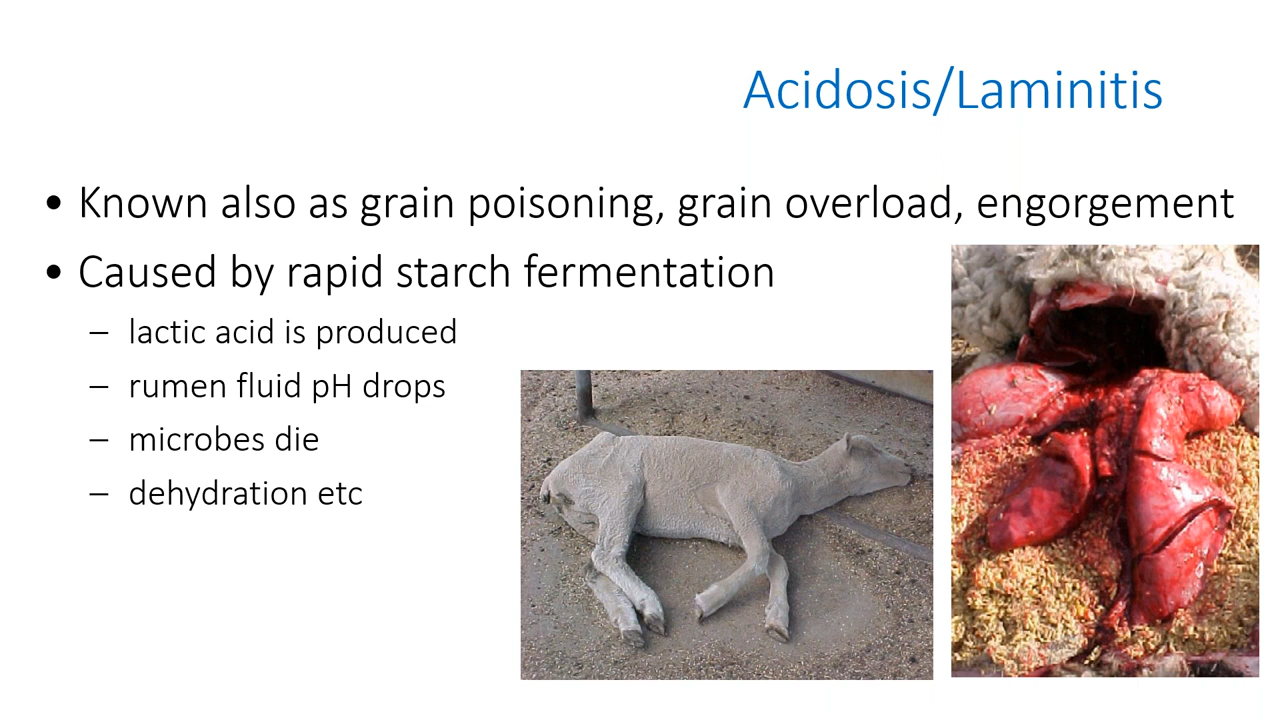 Acidosis/Laminitis
• Known also as grain poisoning, grain overload, engorgement
• Caused by rapid starch fermentation
– lactic acid is produced
– rumen fluid pH drops
– microbes die
– dehydration etc